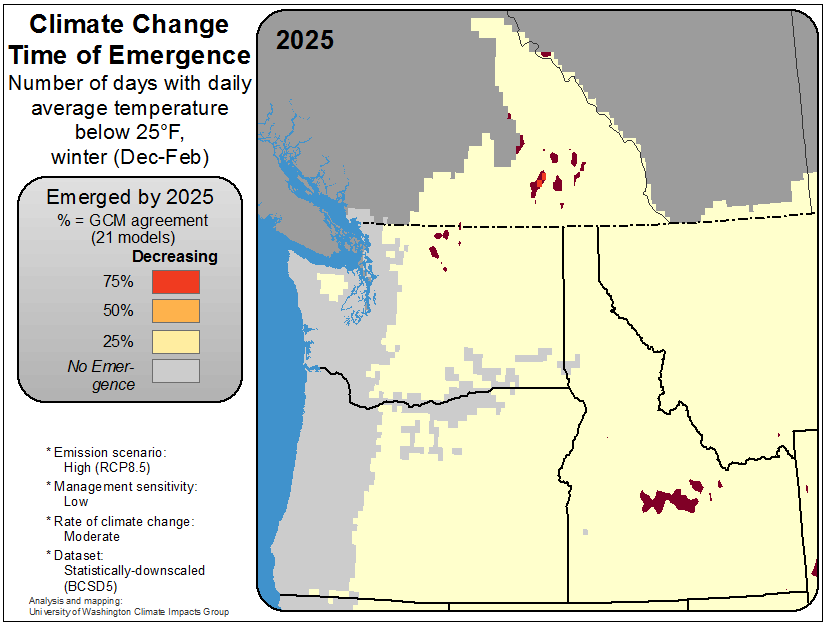 Climate Change
Time of Emergence
Number of days with daily
average temperature
below 25°F,
winter (Dec-Feb)
Emerged by 2025
% = GCM agreement
(21 models)
Decreasing
75%
50%
25%
No Emer-
gence
* Emission scenario:
High (RCP8.5)
* Management sensitivity:
Low
* Rate of climate change:
Moderate
* Dataset:
Statistically-downscaled
(BCSD5)
Analysis and mapping:
University of Washington Climate Impacts Group
2025